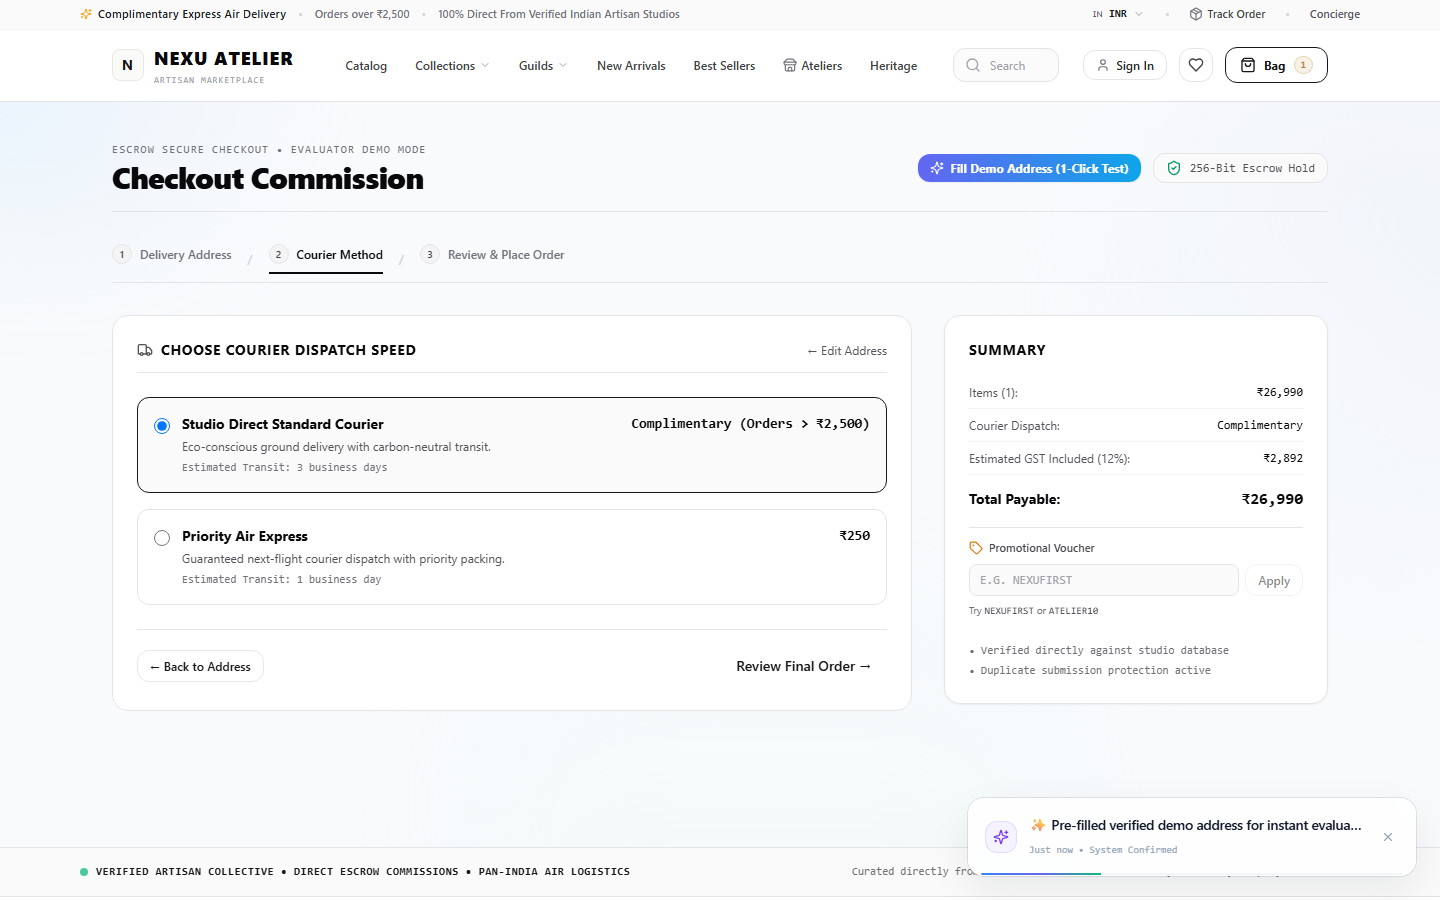 Complimentary Express Air Delivery • Orders over ₹2,500 • 100% Direct From Verified Indian Artisan Studios
IN INR • Track Order • Concierge
N NEXU ATELIER
ARTISAN MARKETPLACE
Catalog Collections Guilds New Arrivals Best Sellers Ateliers Heritage
Search
Sign In
Bag 1
ESCROW SECURE CHECKOUT • EVALUATOR DEMO MODE
Checkout Commission
Fill Demo Address (1-Click Test)
256-Bit Escrow Hold
1 Delivery Address / 2 Courier Method / 3 Review & Place Order
CHOOSE COURIER DISPATCH SPEED
← Edit Address
Studio Direct Standard Courier
Complimentary (Orders > ₹2,500)
Eco-conscious ground delivery with carbon-neutral transit.
Estimated Transit: 3 business days
Priority Air Express
₹250
Guaranteed next-flight courier dispatch with priority packing.
Estimated Transit: 1 business day
← Back to Address
Review Final Order →
SUMMARY
Items (1): ₹26,990
Courier Dispatch: Complimentary
Estimated GST Included (12%): ₹2,892
Total Payable: ₹26,990
Promotional Voucher
E.G. NEXUFIRST
Apply
Try NEXUFIRST or ATELIER10
• Verified directly against studio database
• Duplicate submission protection active
✨ Pre-filled verified demo address for instant evalua...
Just now • System Confirmed
VERIFIED ARTISAN COLLECTIVE • DIRECT ESCROW COMMISSIONS • PAN-INDIA AIR LOGISTICS
Curated directly